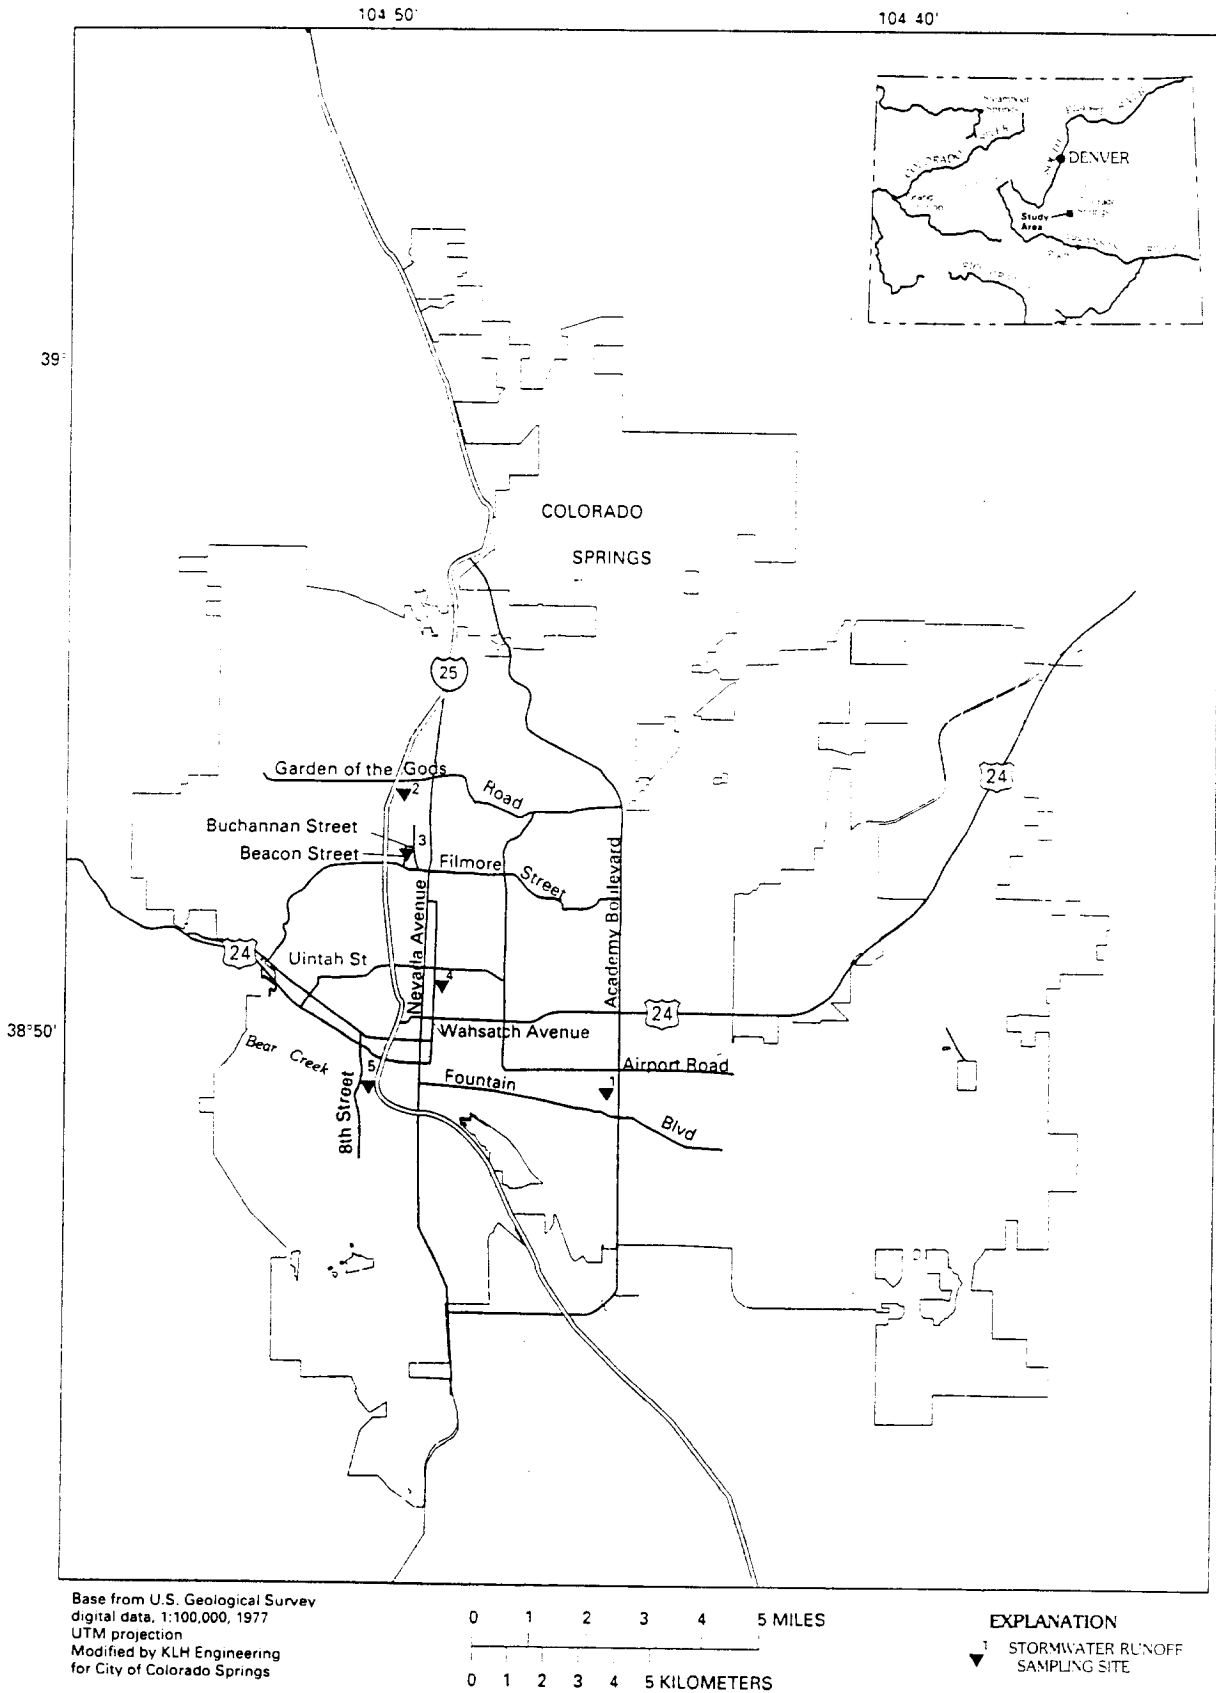 104 50'
104 40'
DENVER
COLORADO
Study
Area
39°
COLORADO
SPRINGS
25
24
Garden of the Gods
Road
2
Buchannan Street
3
Beacon Street
Filmore
Street
Academy Boulevard
Nevada Avenue
24
Uintah St
4
24
38°50'
Wahsatch Avenue
Bear Creek
5
Airport Road
Fountain
1
8th Street
Blvd
Base from U.S. Geological Survey
digital data, 1:100,000, 1977
UTM projection
Modified by KLH Engineering
for City of Colorado Springs
0 1 2 3 4 5 MILES
0 1 2 3 4 5 KILOMETERS
EXPLANATION
1 STORMWATER RUNOFF
SAMPLING SITE